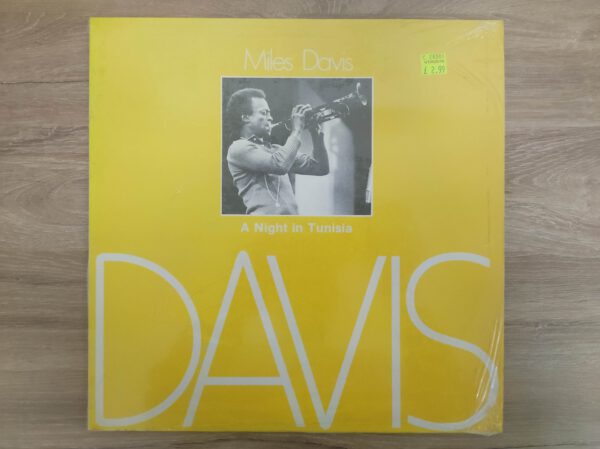 Miles Davis
£ 2.99
A Night in Tunisia
DAVIS